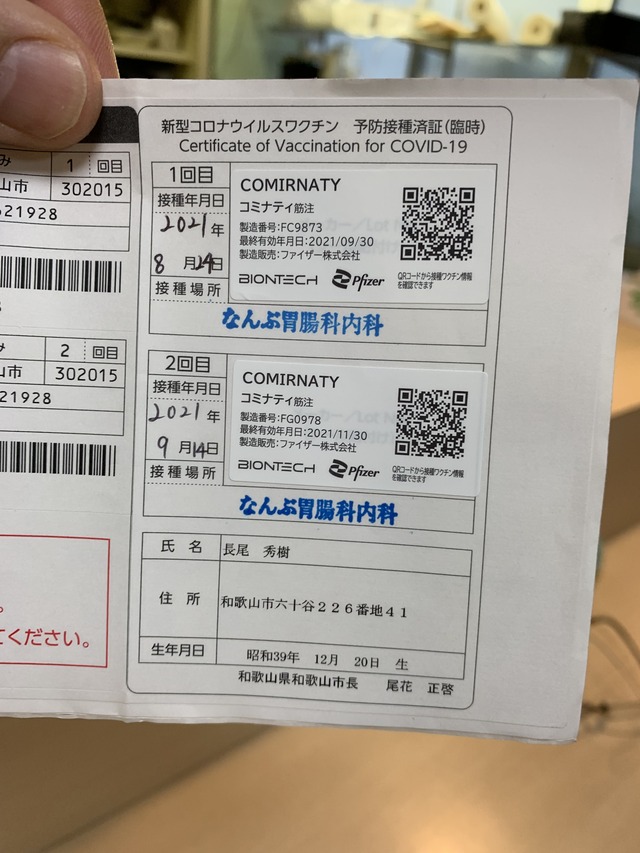 新型コロナウイルスワクチン 予防接種済証(臨時)
Certificate of Vaccination for COVID-19
1回目
接種年月日
2021年
8月24日
接種場所
COMIRNATY
コミナティ筋注
製造番号:FC9873
最終有効年月日:2021/09/30
製造販売:ファイザー株式会社
BIONTECH Pfizer
QRコードから接種ワクチン情報
を確認できます
なんぶ胃腸科内科
2回目
接種年月日
2021年
9月14日
接種場所
COMIRNATY
コミナティ筋注
製造番号:FG0978
最終有効年月日:2021/11/30
製造販売:ファイザー株式会社
BIONTECH Pfizer
QRコードから接種ワクチン情報
を確認できます
なんぶ胃腸科内科
氏名 長尾 秀樹
住所 和歌山市六十谷226番地41
生年月日 昭和39年 12月 20日 生
和歌山県和歌山市長 尾花 正啓
み 1 回目
山市 302015
21928
み 2 回目
山市 302015
21928
。
ください。